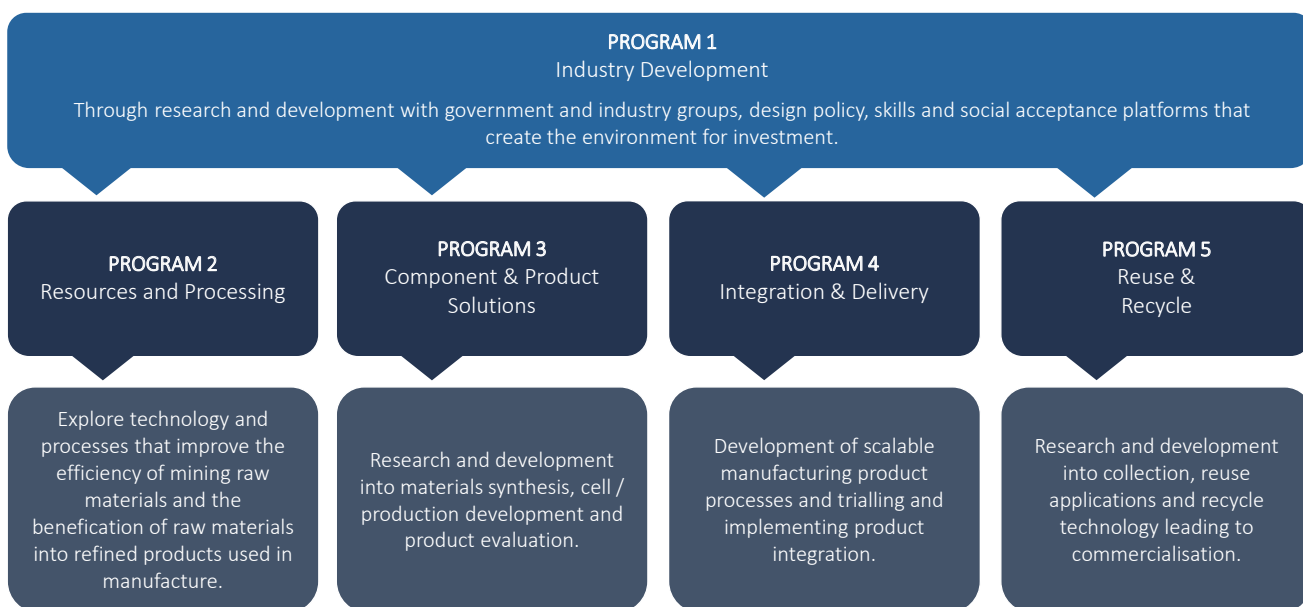 PROGRAM 1
Industry Development
Through research and development with government and industry groups, design policy, skills and social acceptance platforms that
create the environment for investment.
PROGRAM 2
Resources and Processing
PROGRAM 3
Component & Product
Solutions
PROGRAM 4
Integration & Delivery
PROGRAM 5
Reuse &
Recycle
Explore technology and
processes that improve the
efficiency of mining raw
materials and the
benefication of raw materials
into refined products used in
manufacture.
Research and development
into materials synthesis, cell /
production development and
product evaluation.
Development of scalable
manufacturing product
processes and trialling and
implementing product
integration.
Research and development
into collection, reuse
applications and recycle
technology leading to
commercialisation.